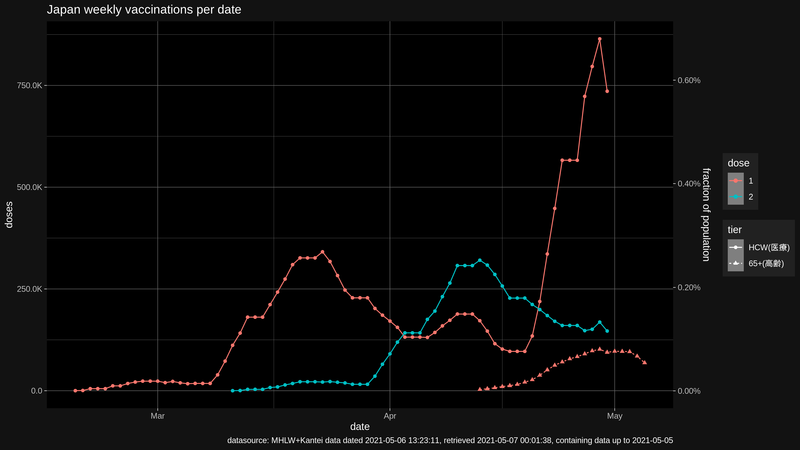 Japan weekly vaccinations per date
750.0K
500.0K
250.0K
0.0
doses
0.60%
0.40%
0.20%
0.00%
fraction of population
Mar
Apr
May
date
dose
1
2
tier
HCW(医療)
65+(高齢)
datasource: MHLW+Kantei data dated 2021-05-06 13:23:11, retrieved 2021-05-07 00:01:38, containing data up to 2021-05-05